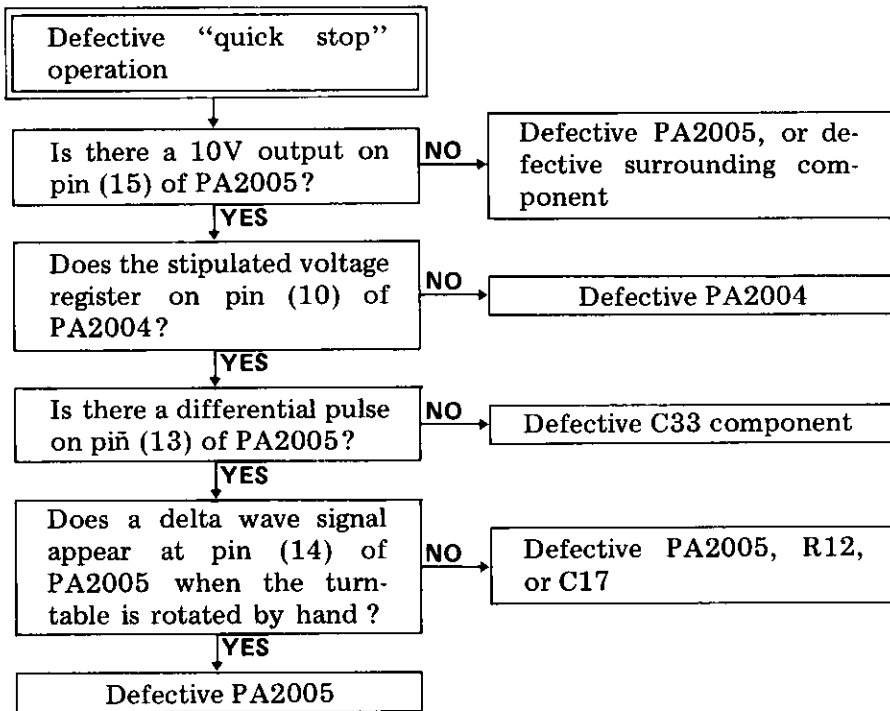 Defective “quick stop”
operation
Is there a 10V output on
pin (15) of PA2005?
NO
Defective PA2005, or de-
fective surrounding com-
ponent
YES
Does the stipulated voltage
register on pin (10) of
PA2004?
NO
Defective PA2004
YES
Is there a differential pulse
on pin̄ (13) of PA2005?
NO
Defective C33 component
YES
Does a delta wave signal
appear at pin (14) of
PA2005 when the turn-
table is rotated by hand?
NO
Defective PA2005, R12,
or C17
YES
Defective PA2005